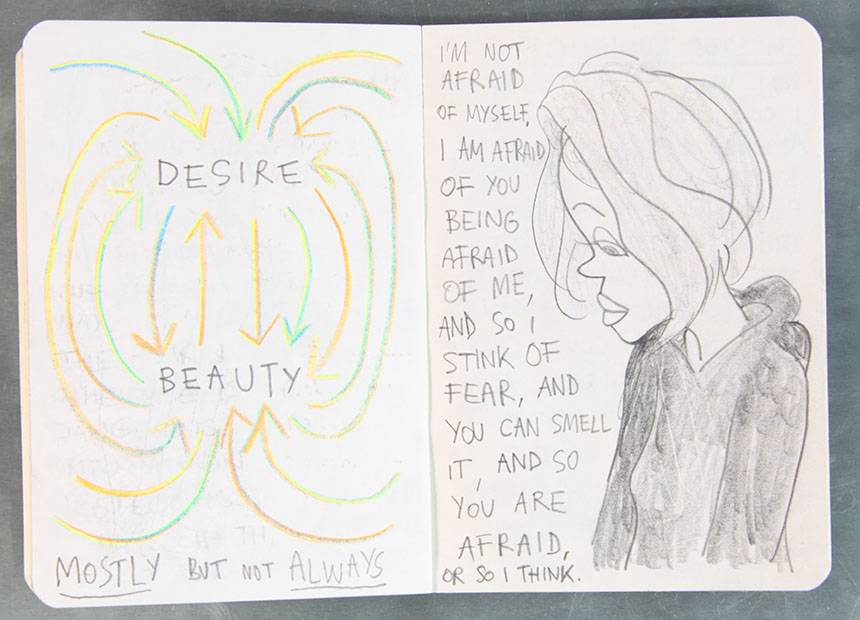 DESIRE
BEAUTY
MOSTLY BUT NOT ALWAYS
I'M NOT
AFRAID
OF MYSELF,
I AM AFRAID
OF YOU
BEING
AFRAID
OF ME,
AND SO I
STINK OF
FEAR, AND
YOU CAN SMELL
IT, AND SO
YOU ARE
AFRAID,
OR SO I THINK.